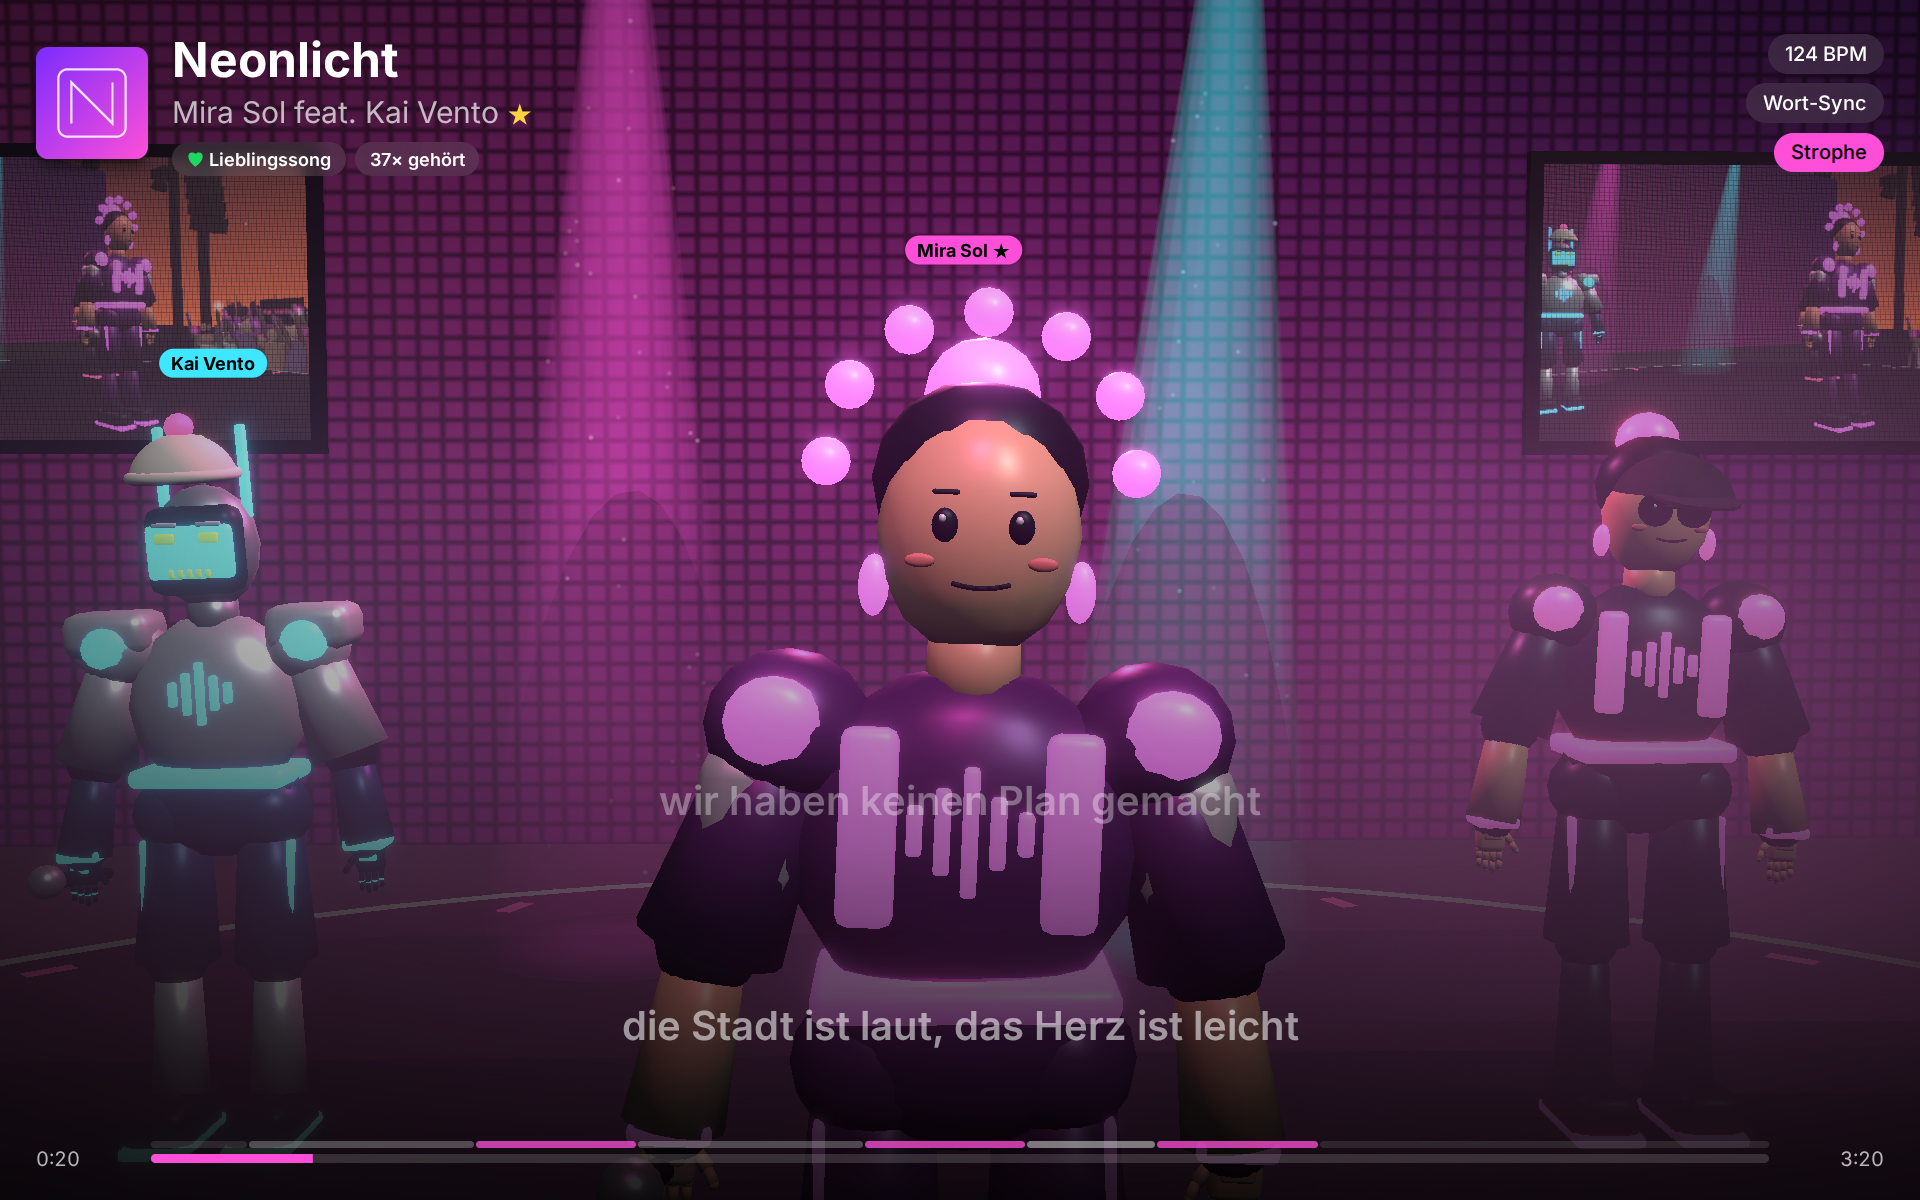 Neonlicht
Mira Sol feat. Kai Vento ★
Lieblingssong
37× gehört
124 BPM
Wort-Sync
Strophe
Mira Sol ★
Kai Vento
wir haben keinen Plan gemacht
die Stadt ist laut, das Herz ist leicht
0:20
3:20